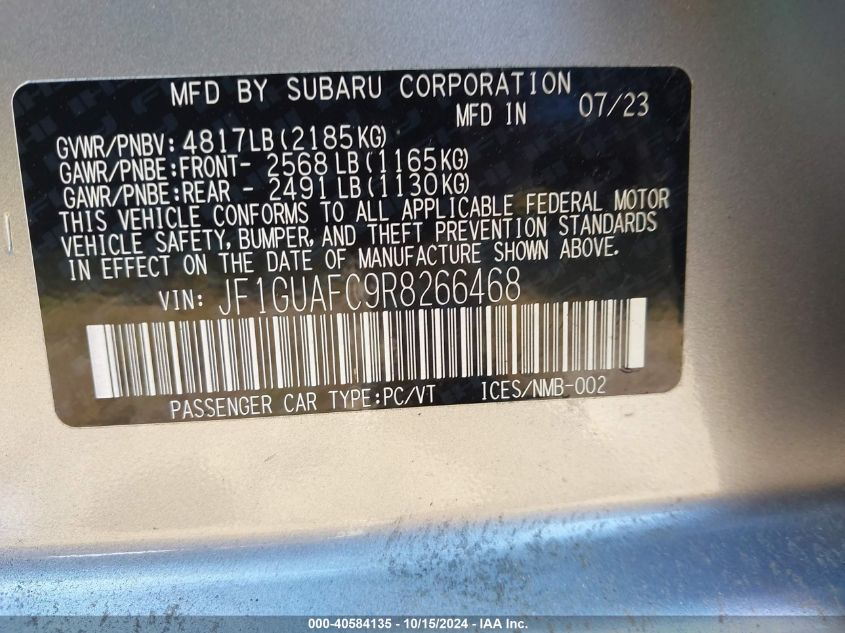 MFD BY SUBARU CORPORATION
MFD IN 07/23
GVWR/PNBV: 4817LB(2185KG)
GAWR/PNBE:FRONT- 2568 LB(1165KG)
GAWR/PNBE:REAR - 2491 LB(1130KG)
THIS VEHICLE CONFORMS TO ALL APPLICABLE FEDERAL MOTOR
VEHICLE SAFETY, BUMPER, AND THEFT PREVENTION STANDARDS
IN EFFECT ON THE DATE OF MANUFACTURE SHOWN ABOVE.
VIN: JF1GUAFC9R8266468
PASSENGER CAR TYPE:PC/VT ICES/NMB-002
000-40584135 - 10/15/2024 - IAA Inc.